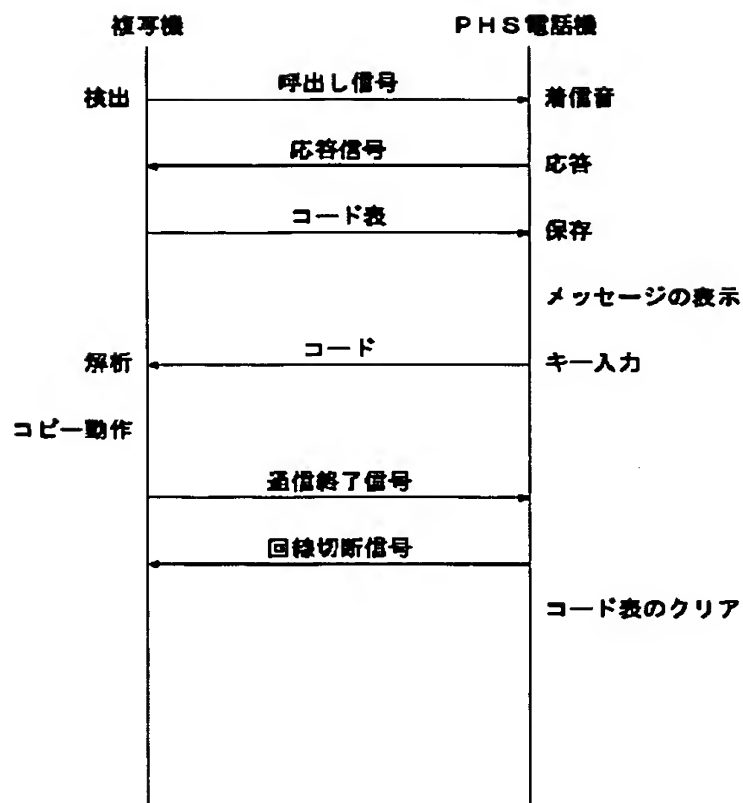 複写機 PHS電話機
検出 呼出し信号 着信音
応答信号 応答
コード表 保存
メッセージの表示
解析 コード キー入力
コピー動作
通信終了信号
回線切断信号
コード表のクリア